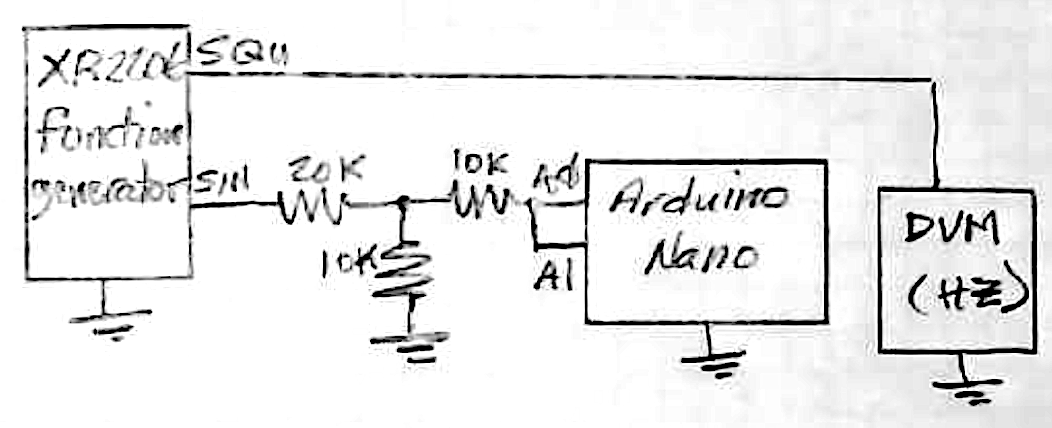 XR2206 SQU
function
generator SIN
20K
10K
10K
A0
A1
Arduino
Nano
DVM
(HZ)